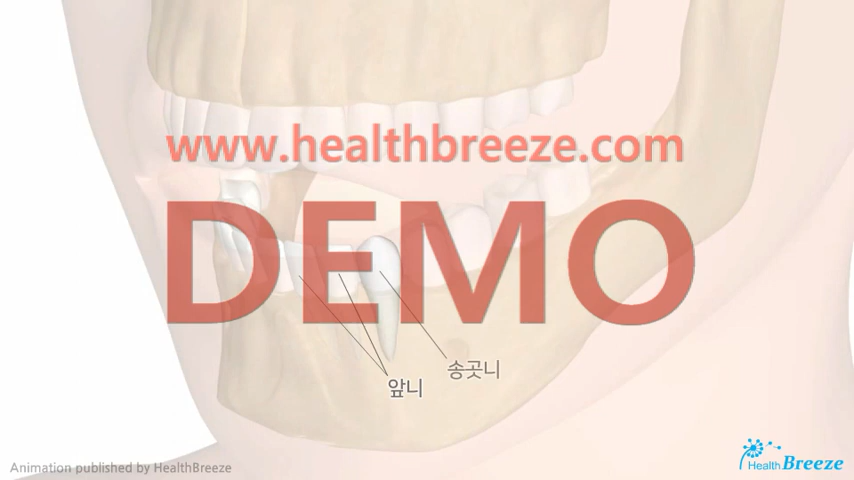 www.healthbreeze.com
DEMO
송곳니
앞니
Animation published by HealthBreeze
Health Breeze